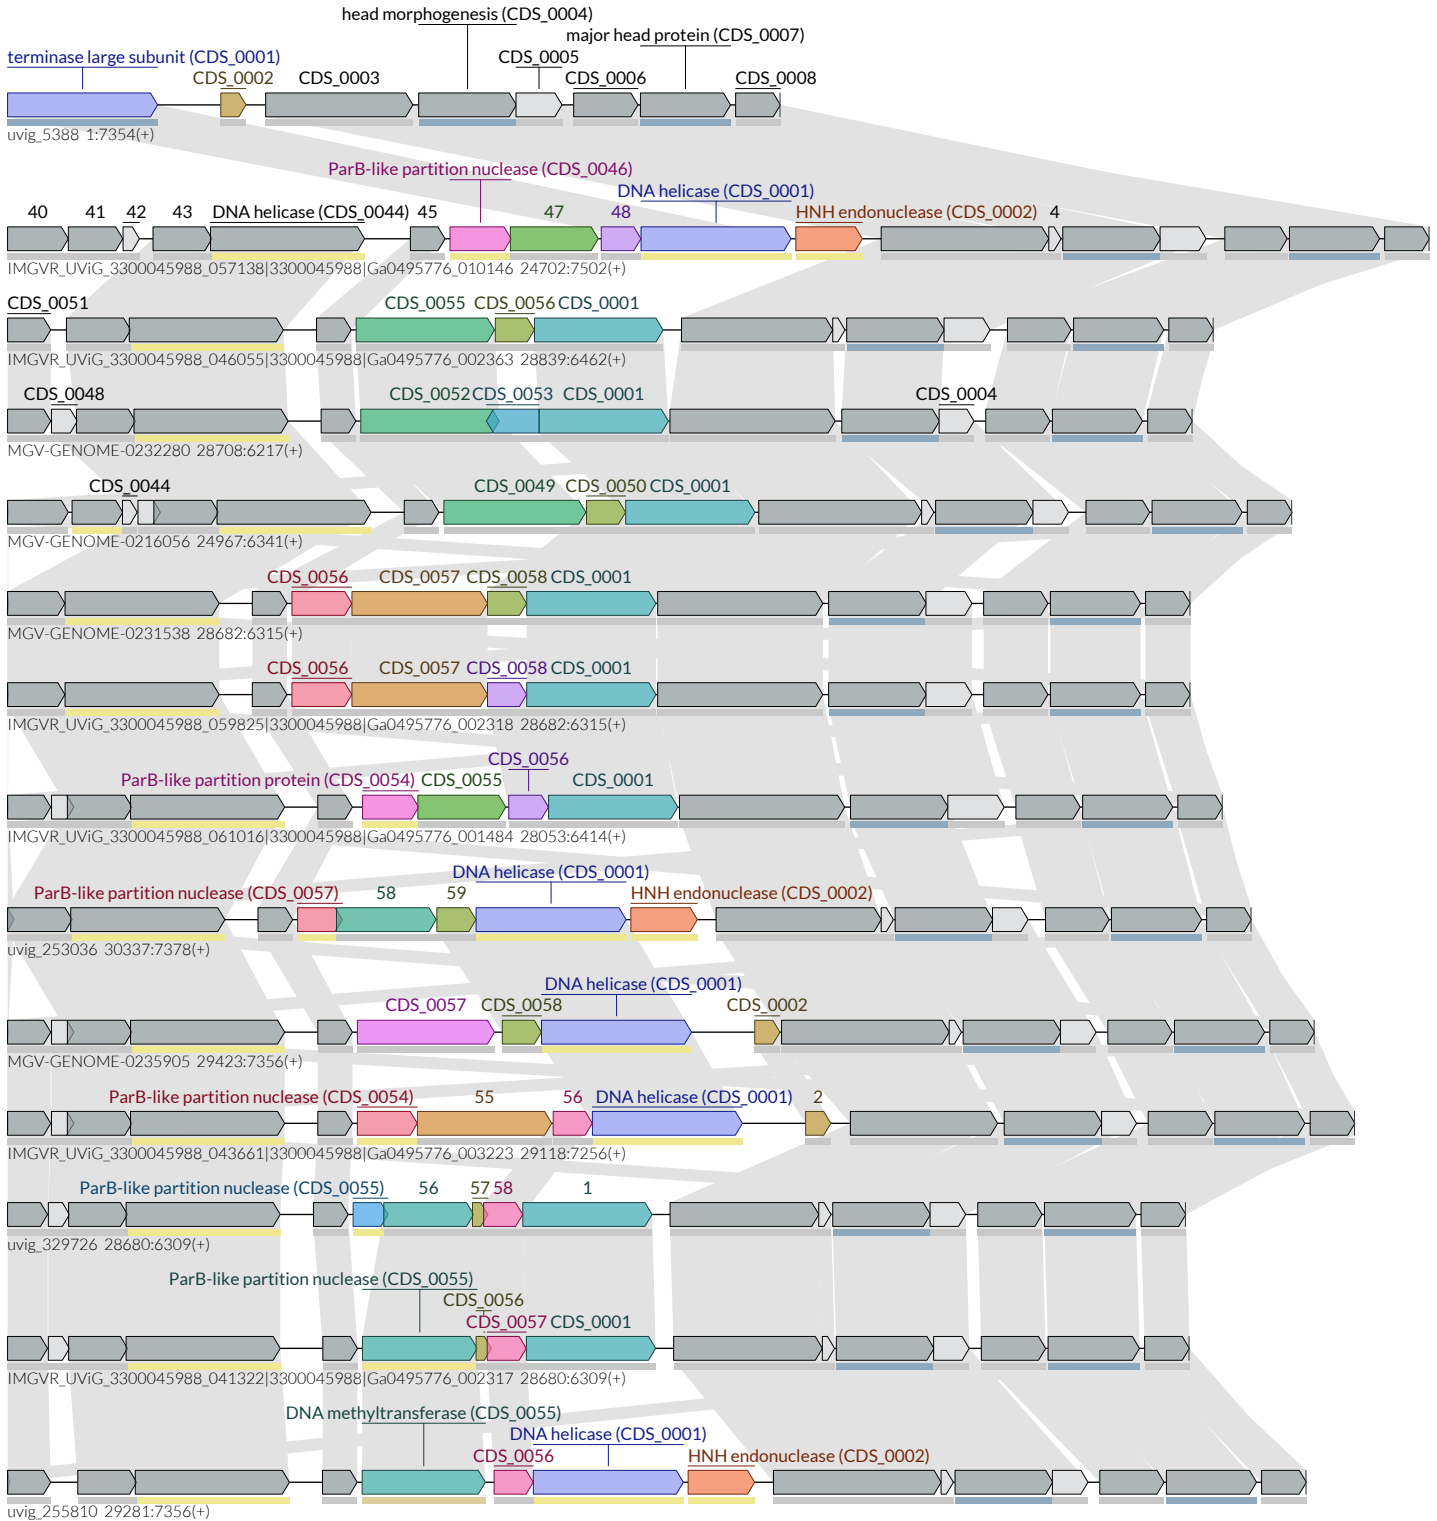 head morphogenesis (CDS_0004)
major head protein (CDS_0007)
terminase large subunit (CDS_0001)
CDS_0005
CDS_0002 CDS_0003 CDS_0006 CDS_0008
uvig_5388 1:7354(+)
ParB-like partition nuclease (CDS_0046)
DNA helicase (CDS_0001)
40 41 42 43 DNA helicase (CDS_0044) 45 47 48 HNH endonuclease (CDS_0002) 4
IMGVR_UViG_3300045988_057138|3300045988|Ga0495776_010146 24702:7502(+)
CDS_0051 CDS_0055 CDS_0056 CDS_0001
IMGVR_UViG_3300045988_046055|3300045988|Ga0495776_002363 28839:6462(+)
CDS_0048 CDS_0052 CDS_0053 CDS_0001 CDS_0004
MGV-GENOME-0232280 28708:6217(+)
CDS_0044 CDS_0049 CDS_0050 CDS_0001
MGV-GENOME-0216056 24967:6341(+)
CDS_0056 CDS_0057 CDS_0058 CDS_0001
MGV-GENOME-0231538 28682:6315(+)
CDS_0056 CDS_0057 CDS_0058 CDS_0001
IMGVR_UViG_3300045988_059825|3300045988|Ga0495776_002318 28682:6315(+)
CDS_0056
ParB-like partition protein (CDS_0054) CDS_0055 CDS_0001
IMGVR_UViG_3300045988_061016|3300045988|Ga0495776_001484 28053:6414(+)
DNA helicase (CDS_0001)
ParB-like partition nuclease (CDS_0057) 58 59 HNH endonuclease (CDS_0002)
uvig_253036 30337:7378(+)
DNA helicase (CDS_0001)
CDS_0057 CDS_0058 CDS_0002
MGV-GENOME-0235905 29423:7356(+)
ParB-like partition nuclease (CDS_0054) 55 56 DNA helicase (CDS_0001) 2
IMGVR_UViG_3300045988_043661|3300045988|Ga0495776_003223 29118:7256(+)
ParB-like partition nuclease (CDS_0055) 56 57 58 1
uvig_329726 28680:6309(+)
ParB-like partition nuclease (CDS_0055)
CDS_0056
CDS_0057 CDS_0001
IMGVR_UViG_3300045988_041322|3300045988|Ga0495776_002317 28680:6309(+)
DNA methyltransferase (CDS_0055)
DNA helicase (CDS_0001)
CDS_0056 HNH endonuclease (CDS_0002)
uvig_255810 29281:7356(+)